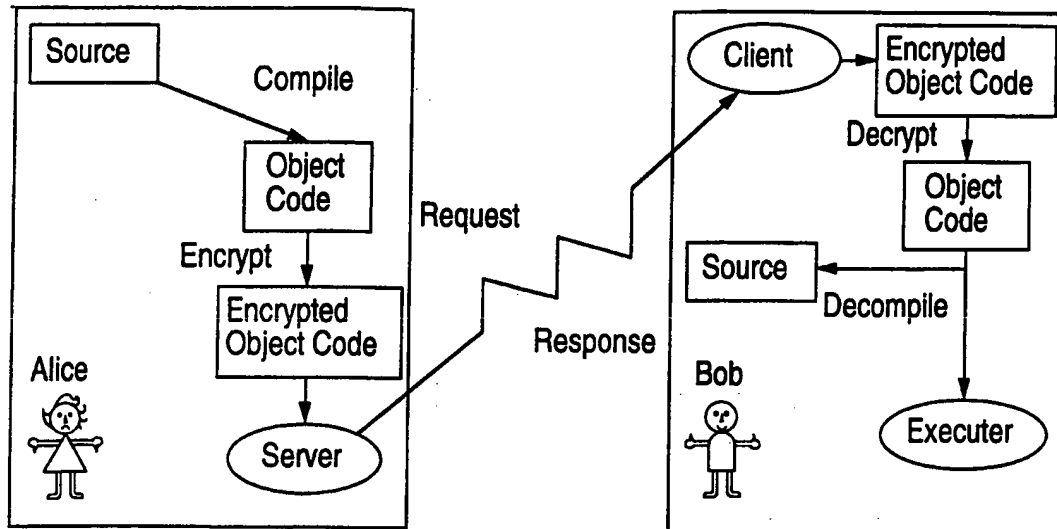 Source
Compile
Object
Code
Encrypt
Encrypted
Object Code
Alice
Server
Request
Response
Client
Encrypted
Object Code
Decrypt
Object
Code
Source
Decompile
Bob
Executer